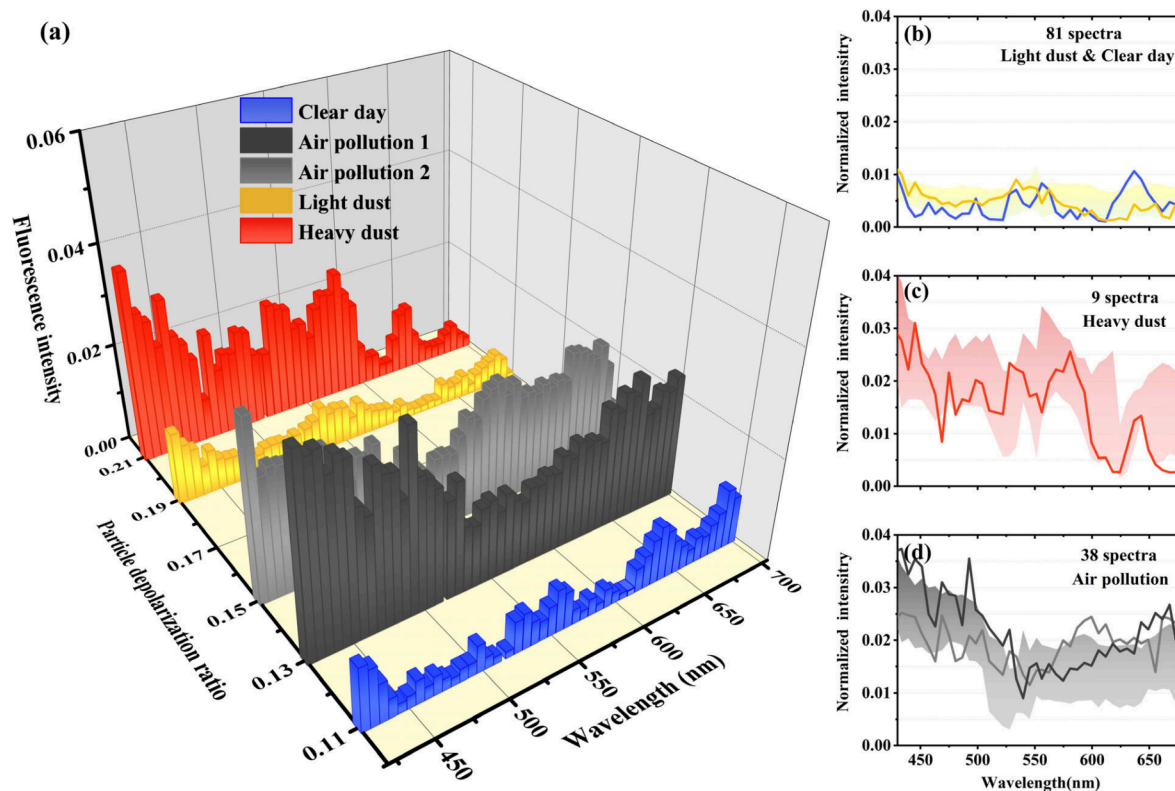 (a)
Clear day
Air pollution 1
Air pollution 2
Light dust
Heavy dust
0.06
0.04
0.02
0.00
Fluorescence intensity
0.21
0.19
0.17
0.15
0.13
0.11
Particle depolarization ratio
450
500
550
600
650
700
Wavelength (nm)
(b)
81 spectra
Light dust & Clear day
0.04
0.03
0.02
0.01
0.00
Normalized intensitry
(c)
9 spectra
Heavy dust
0.04
0.03
0.02
0.01
0.00
Normalized intensitry
(d)
38 spectra
Air pollution
0.04
0.03
0.02
0.01
0.00
Normalized intensitry
450 500 550 600 650
Wavelength(nm)